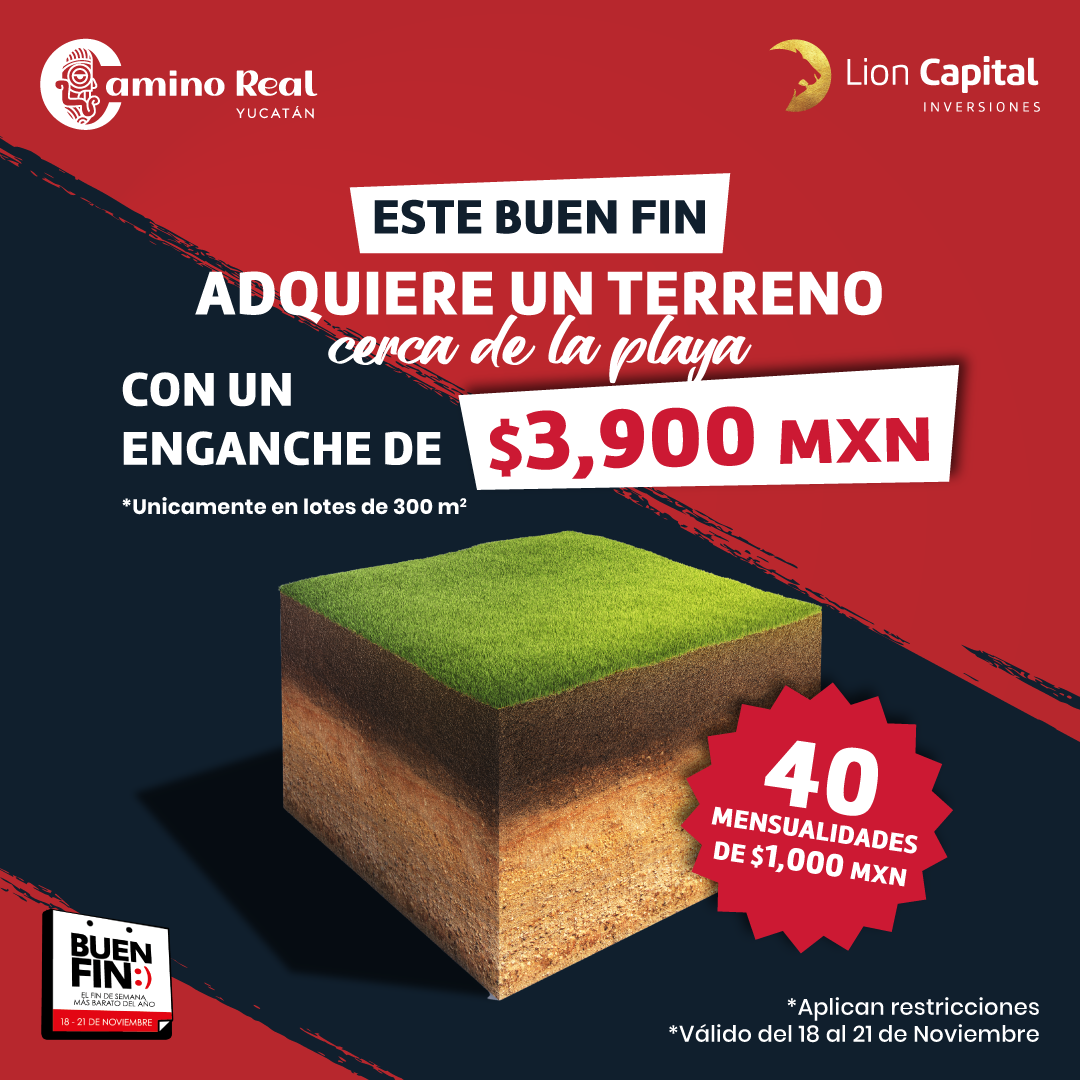 Camino Real
YUCATÁN
Lion Capital
INVERSIONES
ESTE BUEN FIN
ADQUIERE UN TERRENO
cerca de la playa
CON UN
ENGANCHE DE
$3,900 MXN
*Unicamente en lotes de 300 m²
40
MENSUALIDADES
DE $1,000 MXN
BUEN
FIN:)
EL FIN DE SEMANA
MÁS BARATO DEL AÑO
18 - 21 DE NOVIEMBRE
*Aplican restricciones
*Válido del 18 al 21 de Noviembre